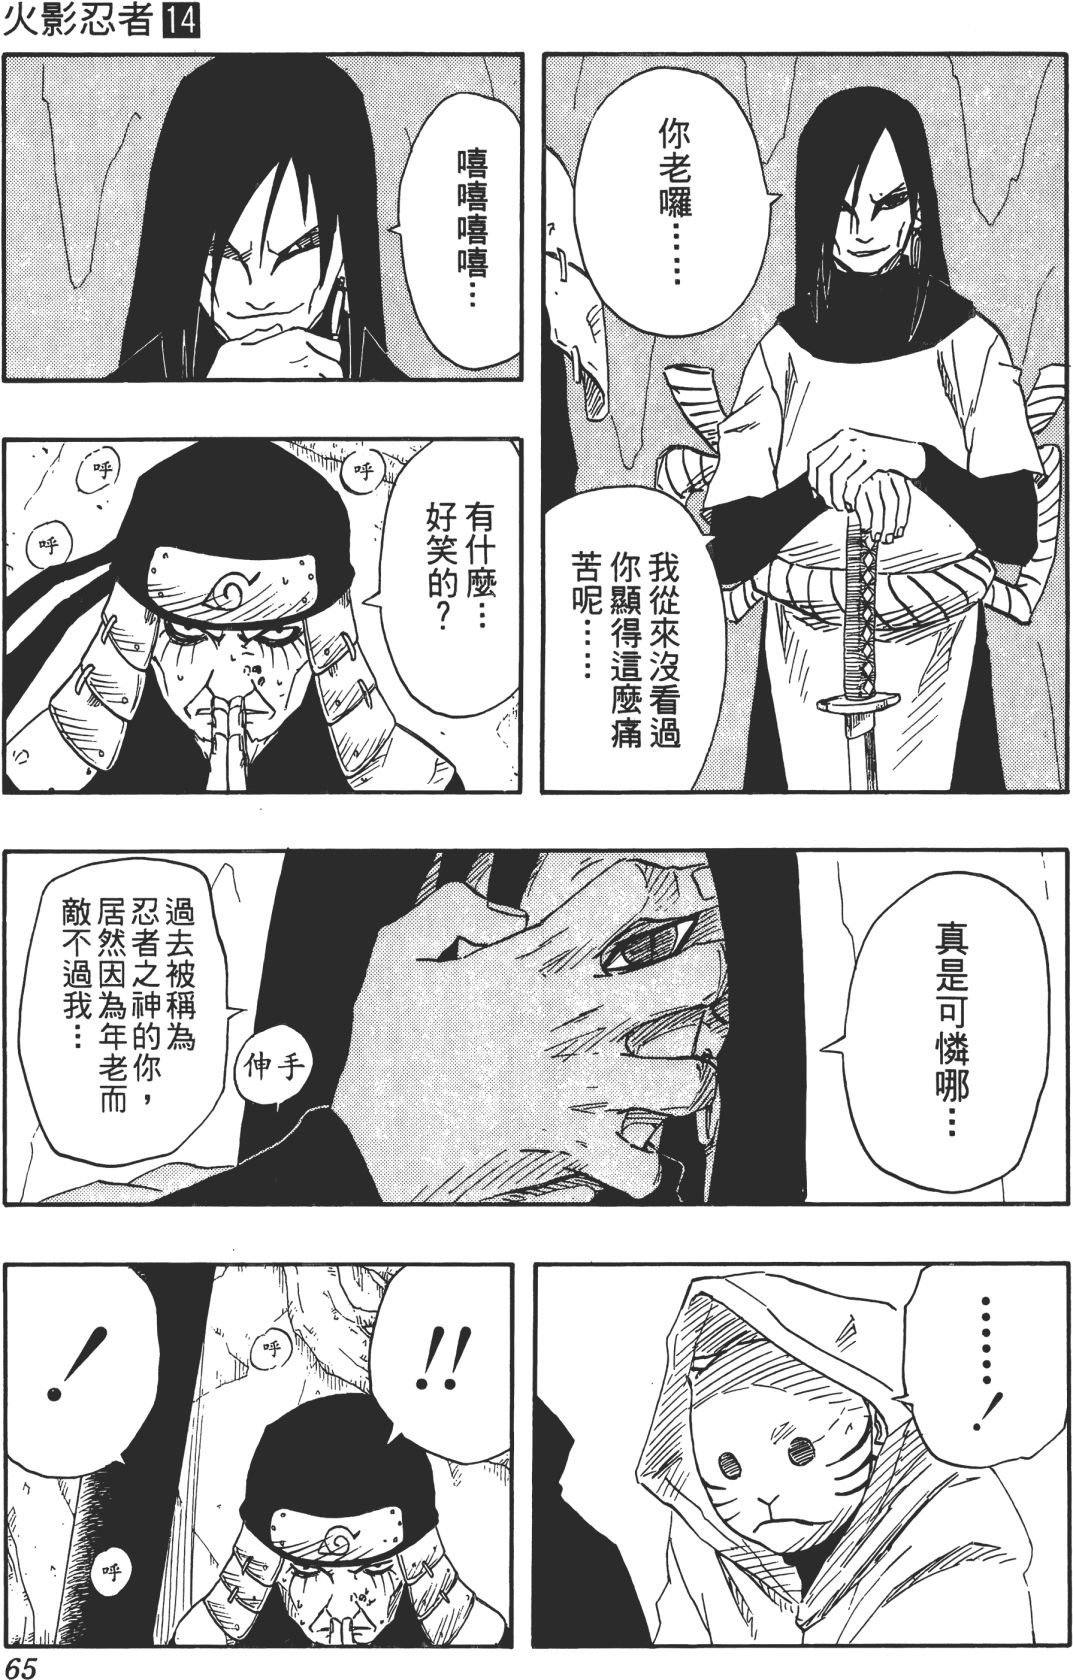 火影忍者14
你老囉……
我從來沒看過
你顯得這麼痛
苦呢……
嘻嘻嘻嘻…
呼
呼
呼
有什麼…
好笑的？
真是可憐哪…
伸手
過去被稱為
忍者之神的你，
居然因為年老而
敵不過我…
……！
！！
呼
呼
！
65